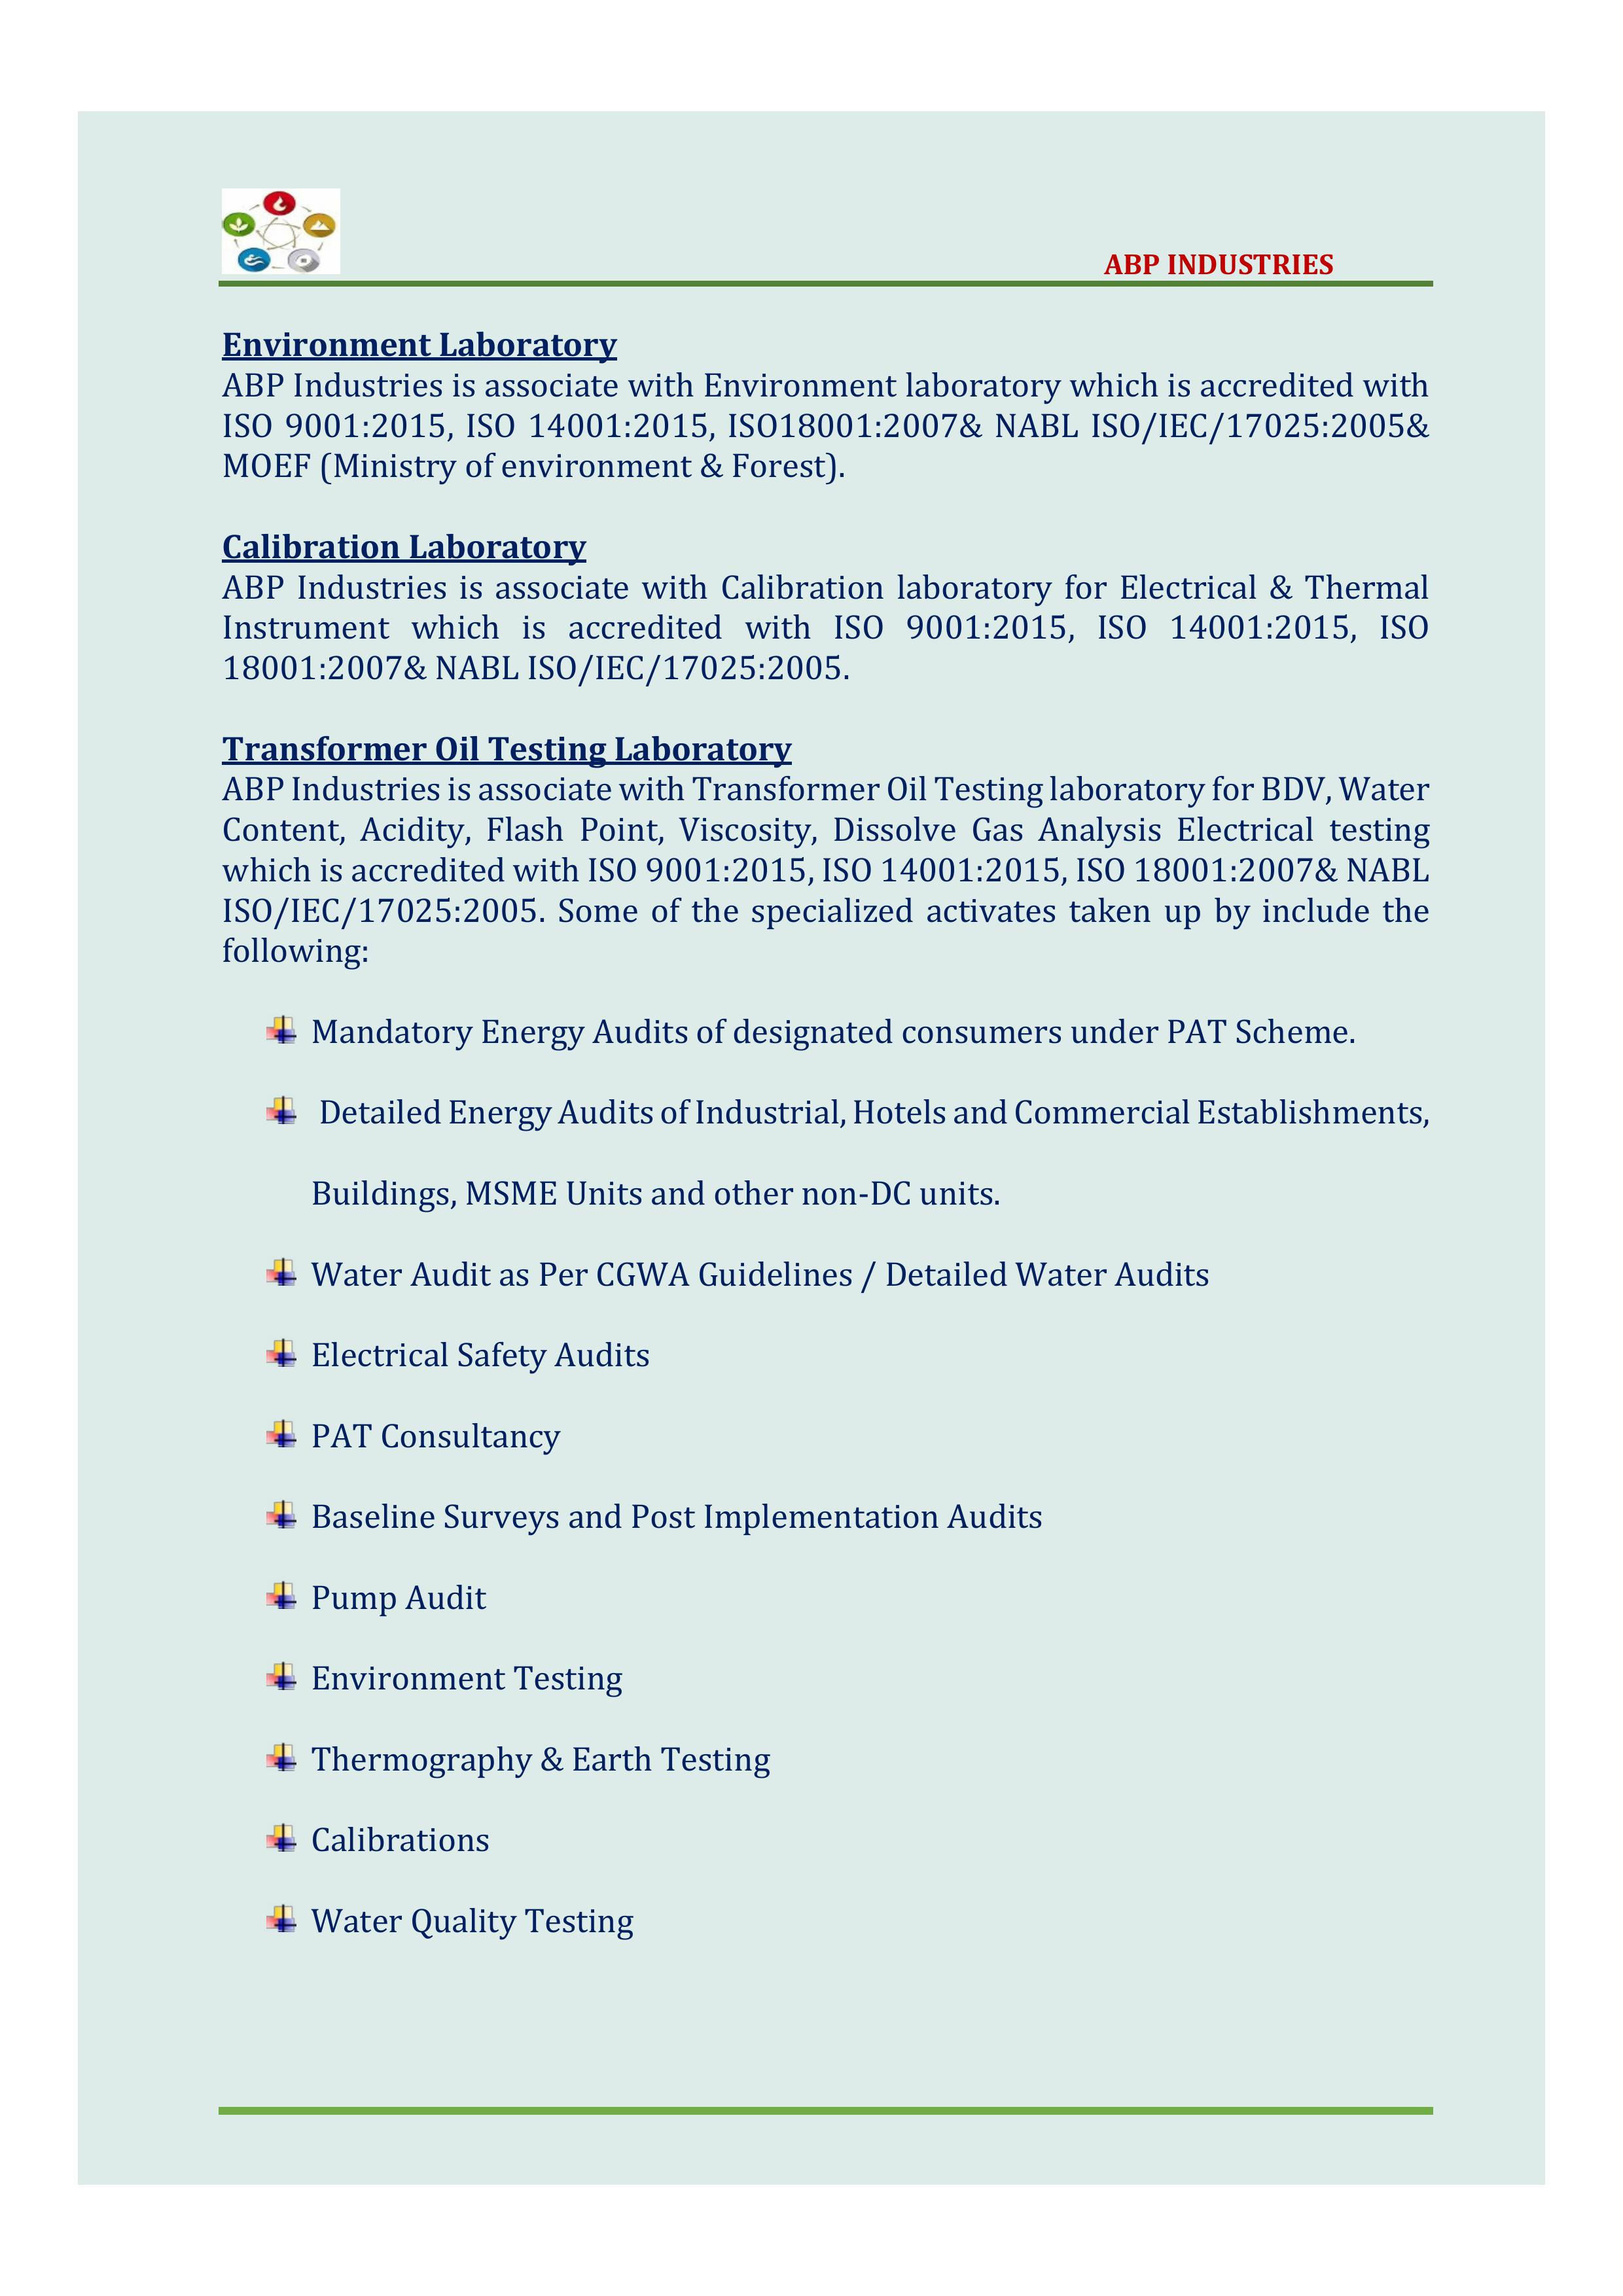 ABP INDUSTRIES
Environment Laboratory
ABP Industries is associate with Environment laboratory which is accredited with
ISO 9001:2015, ISO 14001:2015, ISO18001:2007& NABL ISO/IEC/17025:2005&
MOEF (Ministry of environment & Forest).
Calibration Laboratory
ABP Industries is associate with Calibration laboratory for Electrical & Thermal
Instrument which is accredited with ISO 9001:2015, ISO 14001:2015, ISO
18001:2007& NABL ISO/IEC/17025:2005.
Transformer Oil Testing Laboratory
ABP Industries is associate with Transformer Oil Testing laboratory for BDV, Water
Content, Acidity, Flash Point, Viscosity, Dissolve Gas Analysis Electrical testing
which is accredited with ISO 9001:2015, ISO 14001:2015, ISO 18001:2007& NABL
ISO/IEC/17025:2005. Some of the specialized activates taken up by include the
following:
Mandatory Energy Audits of designated consumers under PAT Scheme.
Detailed Energy Audits of Industrial, Hotels and Commercial Establishments,
Buildings, MSME Units and other non-DC units.
Water Audit as Per CGWA Guidelines / Detailed Water Audits
Electrical Safety Audits
PAT Consultancy
Baseline Surveys and Post Implementation Audits
Pump Audit
Environment Testing
Thermography & Earth Testing
Calibrations
Water Quality Testing